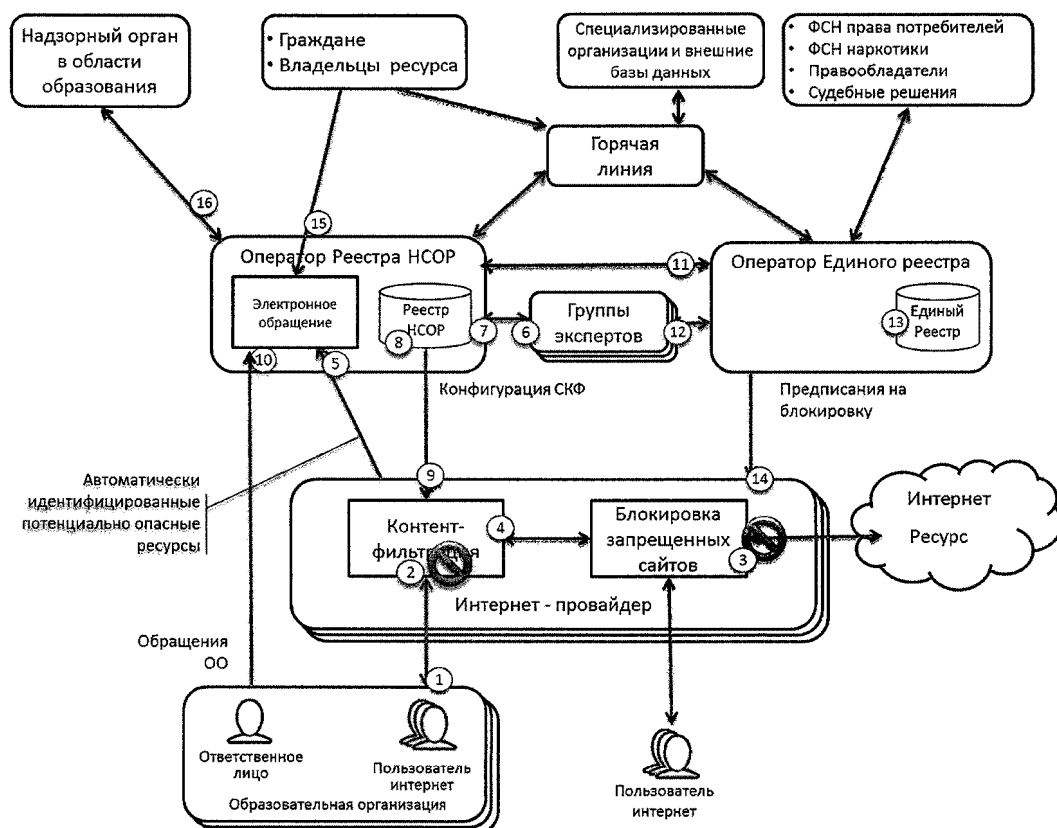 Надзорный орган
в области
образования
• Граждане
• Владельцы ресурса
Специализированные
организации и внешние
базы данных
• ФСН права потребителей
• ФСН наркотики
• Правообладатели
• Судебные решения
Горячая
линия
16
15
Оператор Реестра НСОР
11
Оператор Единого реестра
Электронное
обращение
Реестр
НСОР
8
7
6
Группы
экспертов
12
13
Единый
Реестр
10
5
Конфигурация СКФ
Предписания на
блокировку
Автоматически
идентифицированные
потенциально опасные
ресурсы
9
14
Контент-
фильтрация
2
4
Блокировка
запрещенных
сайтов
3
Интернет
Ресурс
Интернет - провайдер
Обращения
ОО
1
Ответственное
лицо
Пользователь
интернет
Образовательная организация
Пользователь
интернет